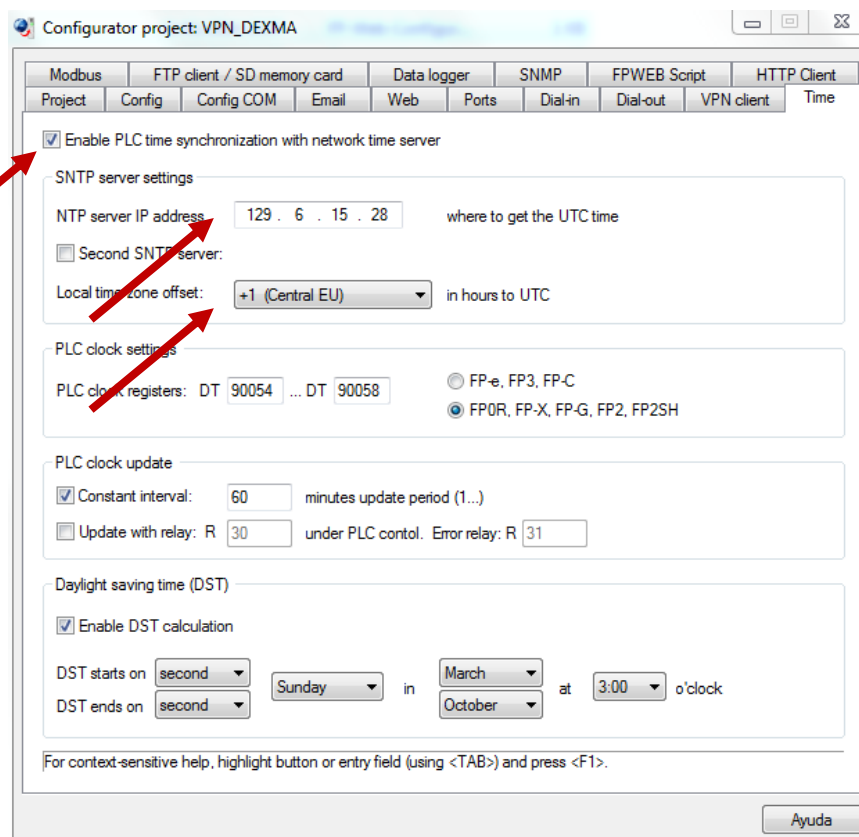 Configurator project: VPN_DEXMA
Modbus FTP client / SD memory card Data logger SNMP FPWEB Script HTTP Client
Project Config Config COM Email Web Ports Dial-in Dial-out VPN client Time
Enable PLC time synchronization with network time server
SNTP server settings
NTP server IP address 129 . 6 . 15 . 28 where to get the UTC time
Second SNTP server:
Local time zone offset: +1 (Central EU) in hours to UTC
PLC clock settings
PLC clock registers: DT 90054 ... DT 90058
FP-e, FP3, FP-C
FP0R, FP-X, FP-G, FP2, FP2SH
PLC clock update
Constant interval: 60 minutes update period (1...)
Update with relay: R 30 under PLC contol. Error relay: R 31
Daylight saving time (DST)
Enable DST calculation
DST starts on second Sunday in March at 3:00 o'clock
DST ends on second October
For context-sensitive help, highlight button or entry field (using <TAB>) and press <F1>.
Ayuda